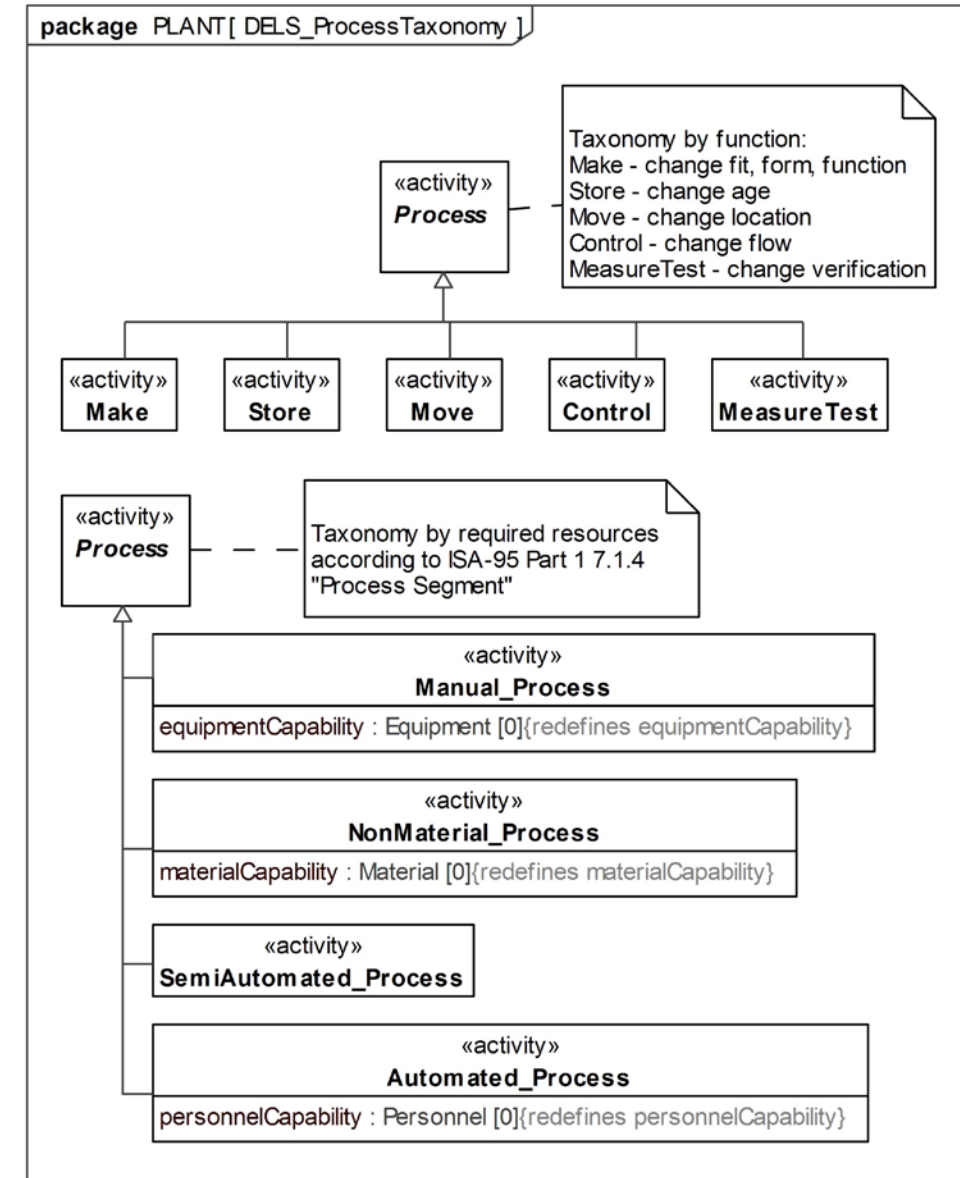 package PLANT[ DELS_ProcessTaxonomy ]
Taxonomy by function:
Make - change fit, form, function
Store - change age
Move - change location
Control - change flow
MeasureTest - change verification
«activity»
Process
«activity»
Make
«activity»
Store
«activity»
Move
«activity»
Control
«activity»
MeasureTest
«activity»
Process
Taxonomy by required resources
according to ISA-95 Part 1 7.1.4
"Process Segment"
«activity»
Manual_Process
equipmentCapability : Equipment [0]{redefines equipmentCapability}
«activity»
NonMaterial_Process
materialCapability : Material [0]{redefines materialCapability}
«activity»
SemiAutomated_Process
«activity»
Automated_Process
personnelCapability : Personnel [0]{redefines personnelCapability}